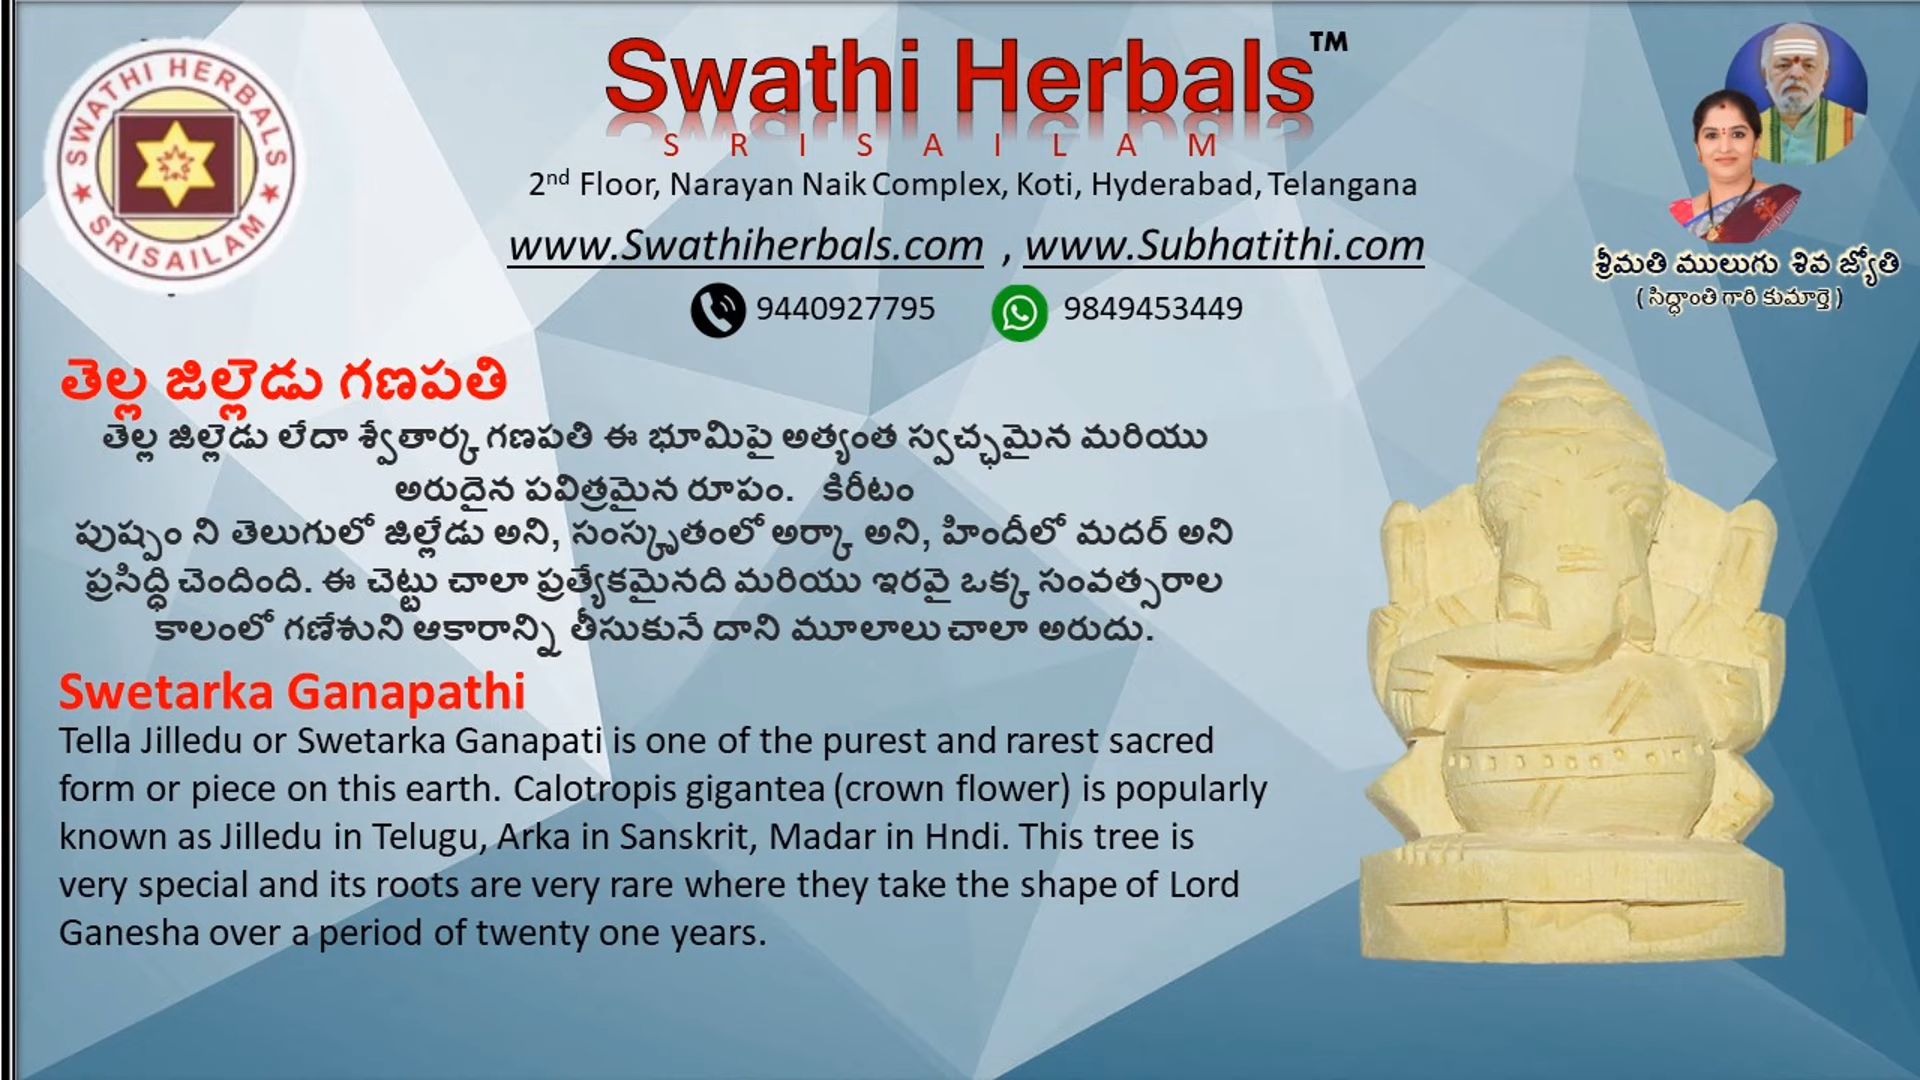 SWATHI HERBALS
SRISAILAM
Swathi Herbals™
SRISAILAM
2nd Floor, Narayan Naik Complex, Koti, Hyderabad, Telangana
www.Swathiherbals.com , www.Subhatithi.com
9440927795 9849453449
శ్రీమతి ములుగు శివ జ్యోతి
( సిద్ధాంతి గారి కుమార్తె )
తెల్ల జిల్లెడు గణపతి
తెల్ల జిల్లెడు లేదా శ్వేతార్క గణపతి ఈ భూమిపై అత్యంత స్వచ్ఛమైన మరియు
అరుదైన పవిత్రమైన రూపం. కిరీటం
పుష్పం ని తెలుగులో జిల్లేడు అని, సంస్కృతంలో అర్కా అని, హిందీలో మదర్ అని
ప్రసిద్ధి చెందింది. ఈ చెట్టు చాలా ప్రత్యేకమైనది మరియు ఇరవై ఒక్క సంవత్సరాల
కాలంలో గణేశుని ఆకారాన్ని తీసుకునే దాని మూలాలు చాలా అరుదు.
Swetarka Ganapathi
Tella Jilledu or Swetarka Ganapati is one of the purest and rarest sacred
form or piece on this earth. Calotropis gigantea (crown flower) is popularly
known as Jilledu in Telugu, Arka in Sanskrit, Madar in Hndi. This tree is
very special and its roots are very rare where they take the shape of Lord
Ganesha over a period of twenty one years.